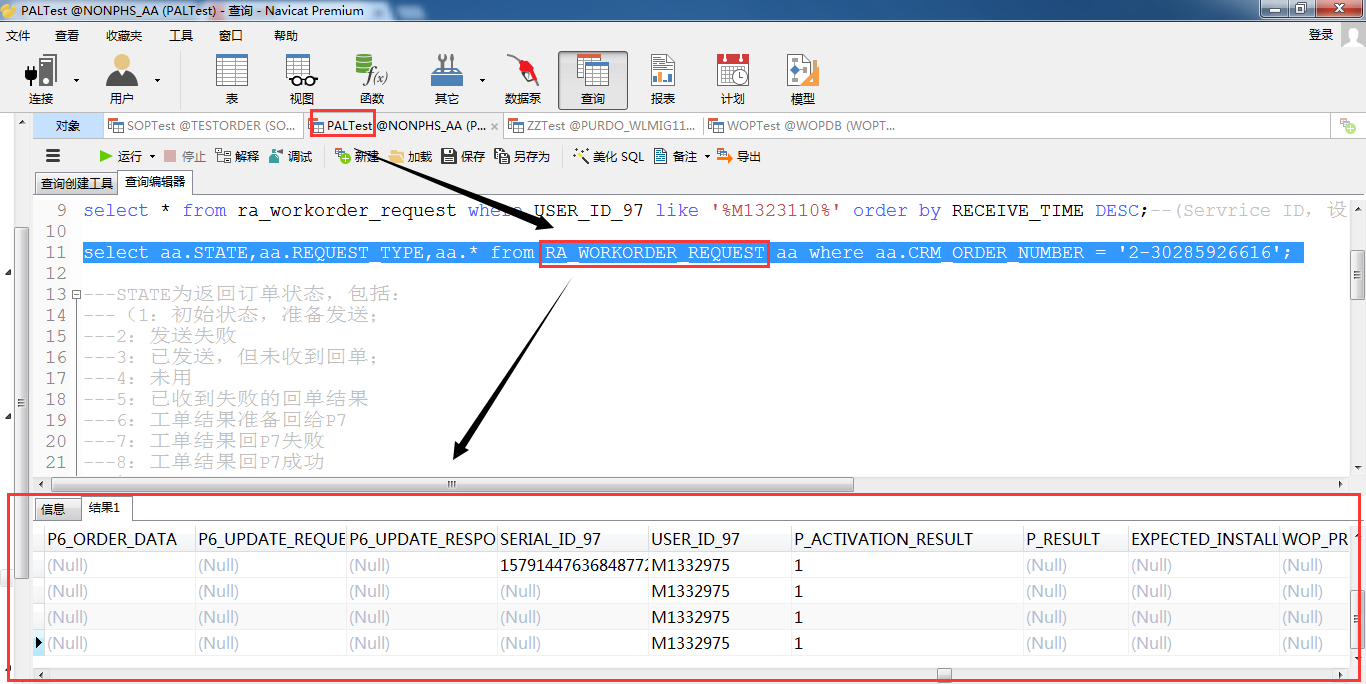 PALTest @NONPHS_AA (PALTest) - 查询 - Navicat Premium
文件 查看 收藏夹 工具 窗口 帮助 登录
连接 用户 表 视图 函数 其它 数据泵 查询 报表 计划 模型
对象 SOPTest @TESTORDER (SO... PALTest @NONPHS_AA (P... ZZTest @PURDO_WLMIG11... WOPTest @WOPDB (WOPT...
运行 停止 解释 调试 新建 加载 保存 另存为 美化 SQL 备注 导出
查询创建工具 查询编辑器
9 select * from ra_workorder_request where USER_ID_97 like '%M1323110%' order by RECEIVE_TIME DESC;--(Servrice ID, 设
10
11 select aa.STATE,aa.REQUEST_TYPE,aa.* from RA_WORKORDER_REQUEST aa where aa.CRM_ORDER_NUMBER = '2-30285926616';
12
13 ---STATE为返回订单状态，包括：
14 ---（1：初始状态，准备发送；
15 ---2：发送失败
16 ---3：已发送，但未收到回单；
17 ---4：未用
18 ---5：已收到失败的回单结果
19 ---6：工单结果准备回给P7
20 ---7：工单结果回P7失败
21 ---8：工单结果回P7成功
信息 结果1
P6_ORDER_DATA P6_UPDATE_REQUE P6_UPDATE_RESPO SERIAL_ID_97 USER_ID_97 P_ACTIVATION_RESULT P_RESULT EXPECTED_INSTALL WOP_PR
(Null) (Null) (Null) 1579144763684877 M1332975 1 (Null) (Null) (Null)
(Null) (Null) (Null) (Null) M1332975 1 (Null) (Null) (Null)
(Null) (Null) (Null) (Null) M1332975 1 (Null) (Null) (Null)
(Null) (Null) (Null) (Null) M1332975 1 (Null) (Null) (Null)